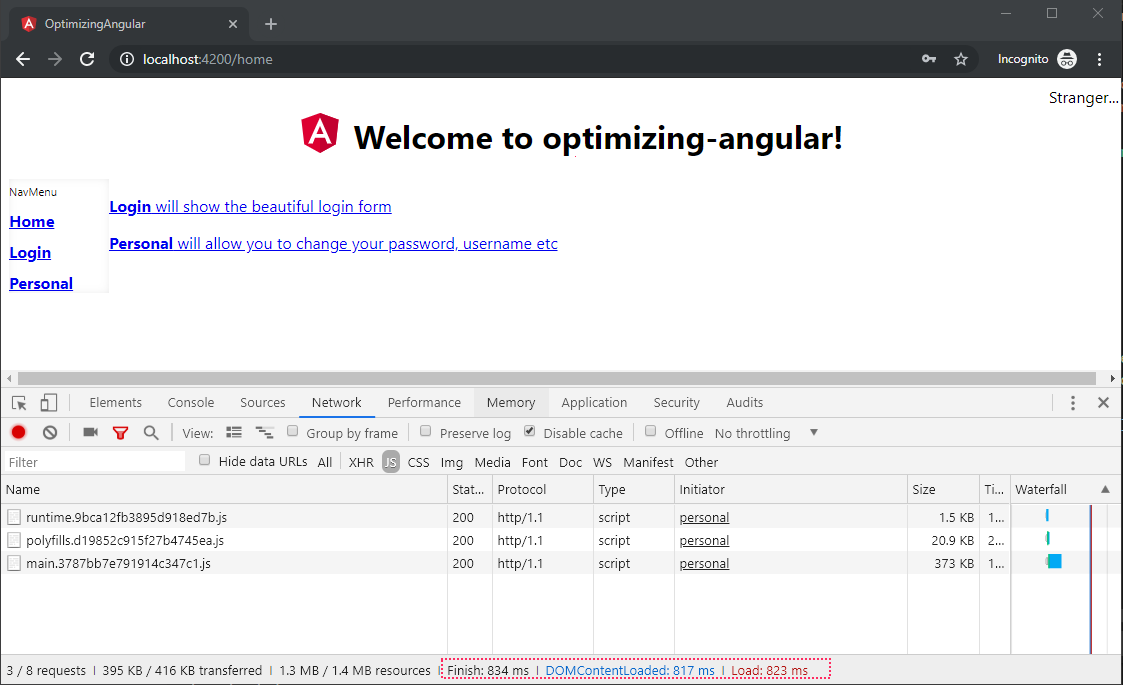 OptimizingAngular
localhost:4200/home
Incognito
Stranger...
Welcome to optimizing-angular!
NavMenu
Home
Login
Personal
Login will show the beautiful login form
Personal will allow you to change your password, username etc
Elements Console Sources Network Performance Memory Application Security Audits
View: Group by frame Preserve log Disable cache Offline No throttling
Filter Hide data URLs All XHR JS CSS Img Media Font Doc WS Manifest Other
Name Stat... Protocol Type Initiator Size Ti... Waterfall
runtime.9bca12fb3895d918ed7b.js 200 http/1.1 script personal 1.5 KB 1...
polyfills.d19852c915f27b4745ea.js 200 http/1.1 script personal 20.9 KB 2...
main.3787bb7e791914c347c1.js 200 http/1.1 script personal 373 KB 1...
3 / 8 requests | 395 KB / 416 KB transferred | 1.3 MB / 1.4 MB resources | Finish: 834 ms | DOMContentLoaded: 817 ms | Load: 823 ms